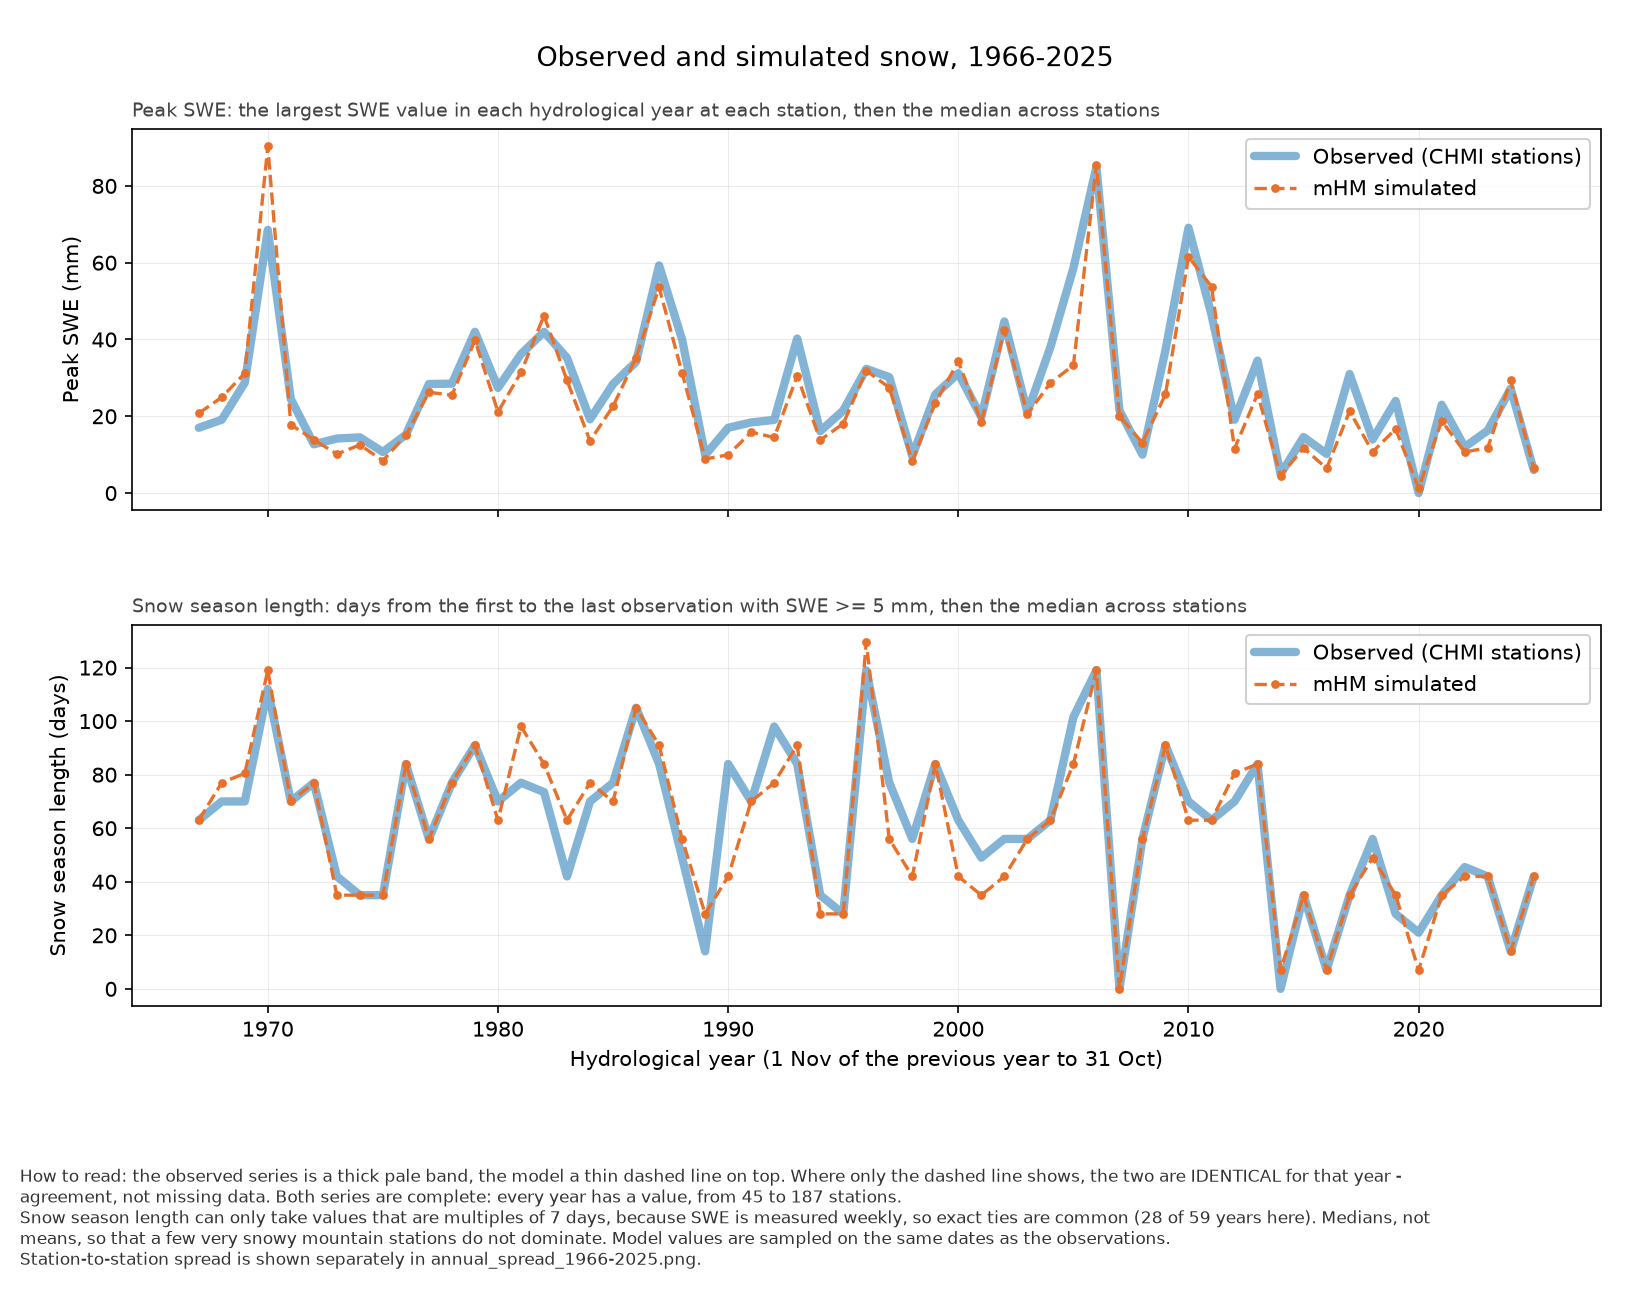 Observed and simulated snow, 1966-2025
Peak SWE: the largest SWE value in each hydrological year at each station, then the median across stations
Observed (CHMI stations)
mHM simulated
80
60
40
20
0
Peak SWE (mm)
Snow season length: days from the first to the last observation with SWE >= 5 mm, then the median across stations
Observed (CHMI stations)
mHM simulated
120
100
80
60
40
20
0
Snow season length (days)
1970
1980
1990
2000
2010
2020
Hydrological year (1 Nov of the previous year to 31 Oct)
How to read: the observed series is a thick pale band, the model a thin dashed line on top. Where only the dashed line shows, the two are IDENTICAL for that year -
agreement, not missing data. Both series are complete: every year has a value, from 45 to 187 stations.
Snow season length can only take values that are multiples of 7 days, because SWE is measured weekly, so exact ties are common (28 of 59 years here). Medians, not
means, so that a few very snowy mountain stations do not dominate. Model values are sampled on the same dates as the observations.
Station-to-station spread is shown separately in annual_spread_1966-2025.png.